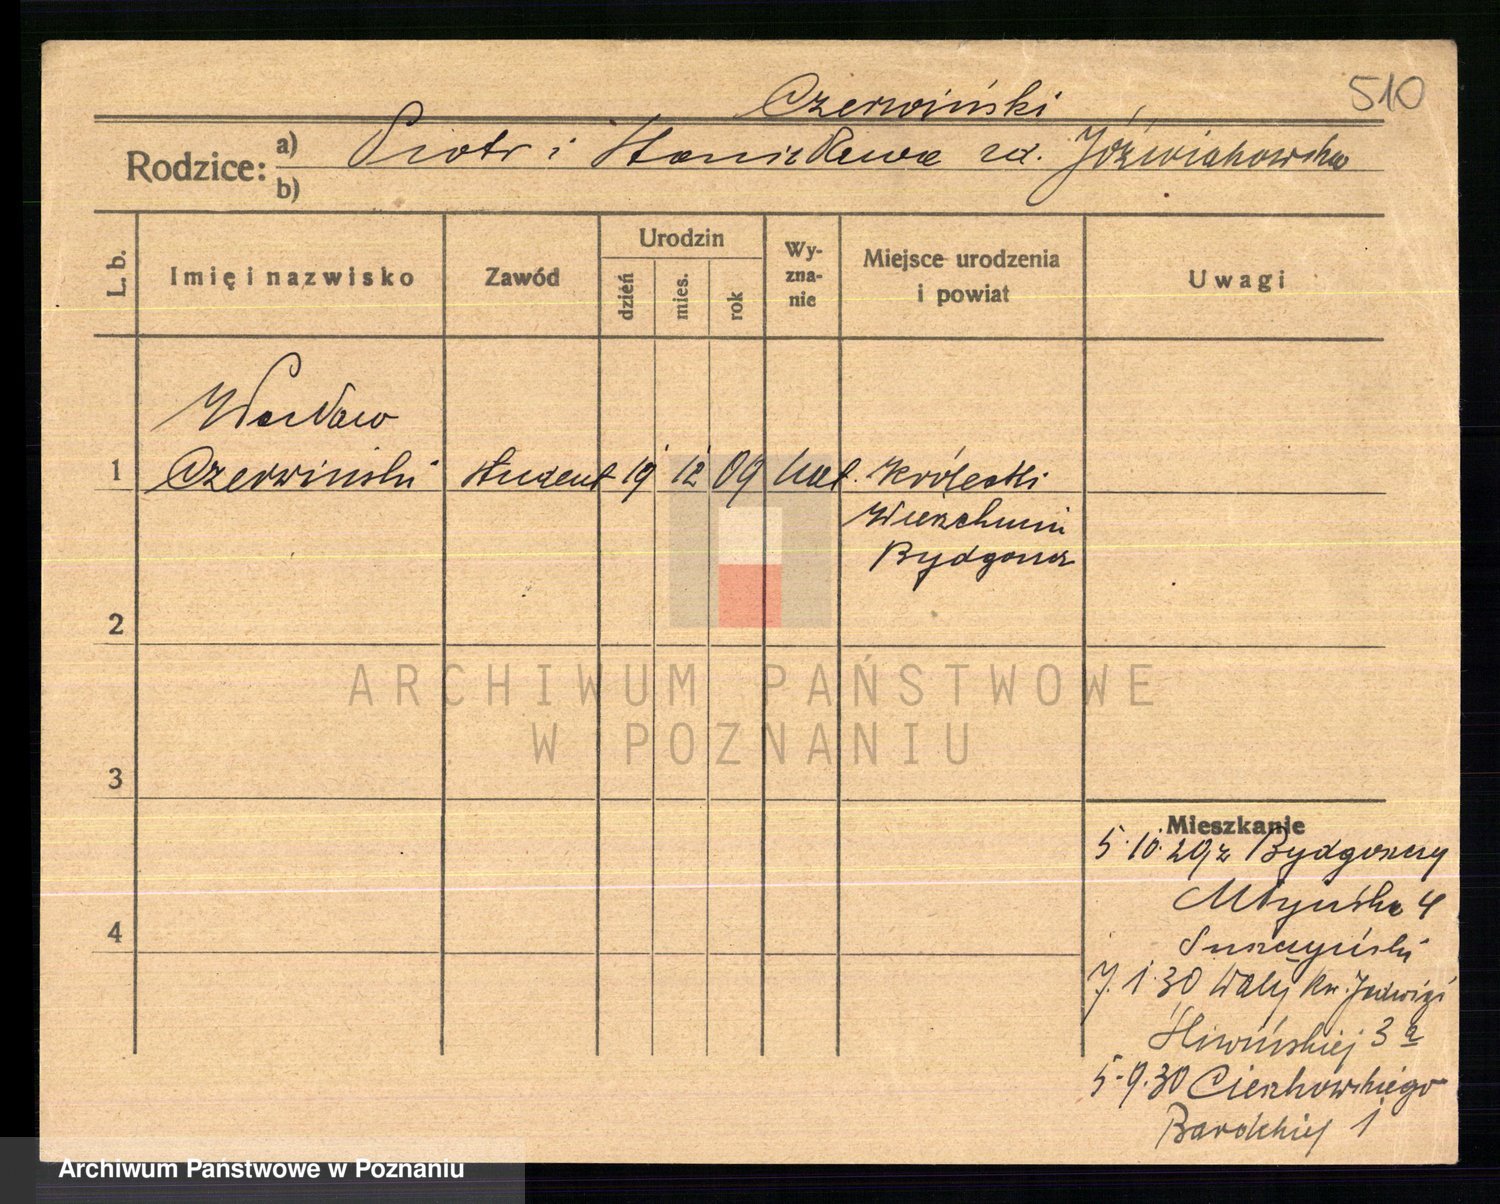 510
Czerwiński
Rodzice: a) Piotr i Stanisława zd. Jóźwiakowska
b)
L. b.
Imię i nazwisko
Zawód
Urodzin
dzień
mies.
rok
Wy-
zna-
nie
Miejsce urodzenia
i powiat
Uwagi
Wacław
1 Czerwiński student 19 12 09 kat. Królewski
Wierzchucin
Bydgoszcz
2
ARCHIWUM PAŃSTWOWE
W POZNANIU
3
Mieszkanie
5.10.29 z Bydgoszczy
Młyńska 4
4
7.1.30 Wały Kr. Jadwigi
Śliwińskiej 3a
5.9.30 Cieszkowskiego
1
Archiwum Państwowe w Poznaniu